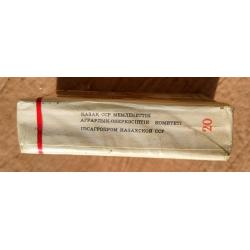 ҚАЗАҚ ССР МЕМЛЕКЕТТІК
АГРАРЛЫҚ-ӨНЕРКӘСІПТІК КОМИТЕТІ
ГОСАГРОПРОМ КАЗАХСКОЙ ССР
20